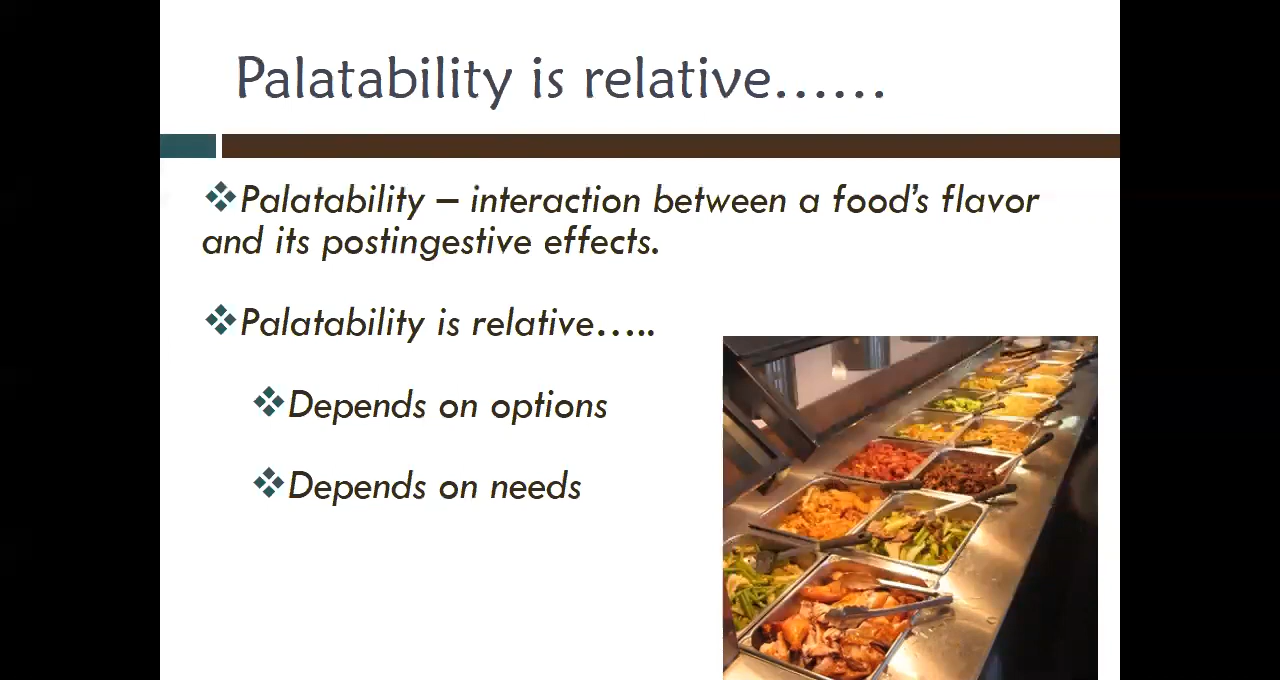 Palatability is relative……
❖Palatability – interaction between a food’s flavor
and its postingestive effects.
❖Palatability is relative…..
❖Depends on options
❖Depends on needs